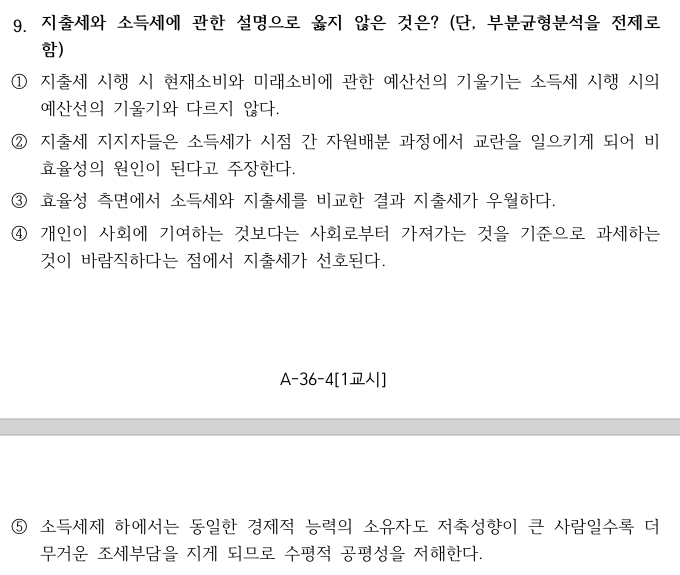 9. 지출세와 소득세에 관한 설명으로 옳지 않은 것은? (단, 부분균형분석을 전제로
함)
① 지출세 시행 시 현재소비와 미래소비에 관한 예산선의 기울기는 소득세 시행 시의
예산선의 기울기와 다르지 않다.
② 지출세 지지자들은 소득세가 시점 간 자원배분 과정에서 교란을 일으키게 되어 비
효율성의 원인이 된다고 주장한다.
③ 효율성 측면에서 소득세와 지출세를 비교한 결과 지출세가 우월하다.
④ 개인이 사회에 기여하는 것보다는 사회로부터 가져가는 것을 기준으로 과세하는
것이 바람직하다는 점에서 지출세가 선호된다.
A-36-4[1교시]
⑤ 소득세제 하에서는 동일한 경제적 능력의 소유자도 저축성향이 큰 사람일수록 더
무거운 조세부담을 지게 되므로 수평적 공평성을 저해한다.